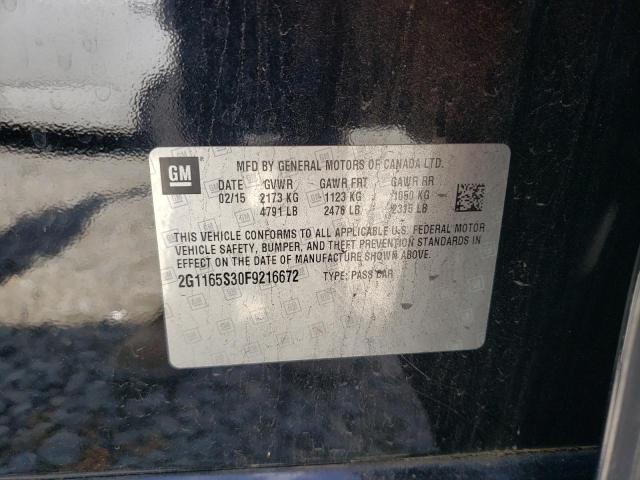 GM
MFD BY GENERAL MOTORS OF CANADA LTD.
DATE GVWR GAWR FRT GAWR RR
02/15 2173 KG 1123 KG 1050 KG
4791 LB 2476 LB 2315 LB
THIS VEHICLE CONFORMS TO ALL APPLICABLE U.S. FEDERAL MOTOR
VEHICLE SAFETY, BUMPER, AND THEFT PREVENTION STANDARDS IN
EFFECT ON THE DATE OF MANUFACTURE SHOWN ABOVE.
2G1165S30F9216672 TYPE: PASS CAR